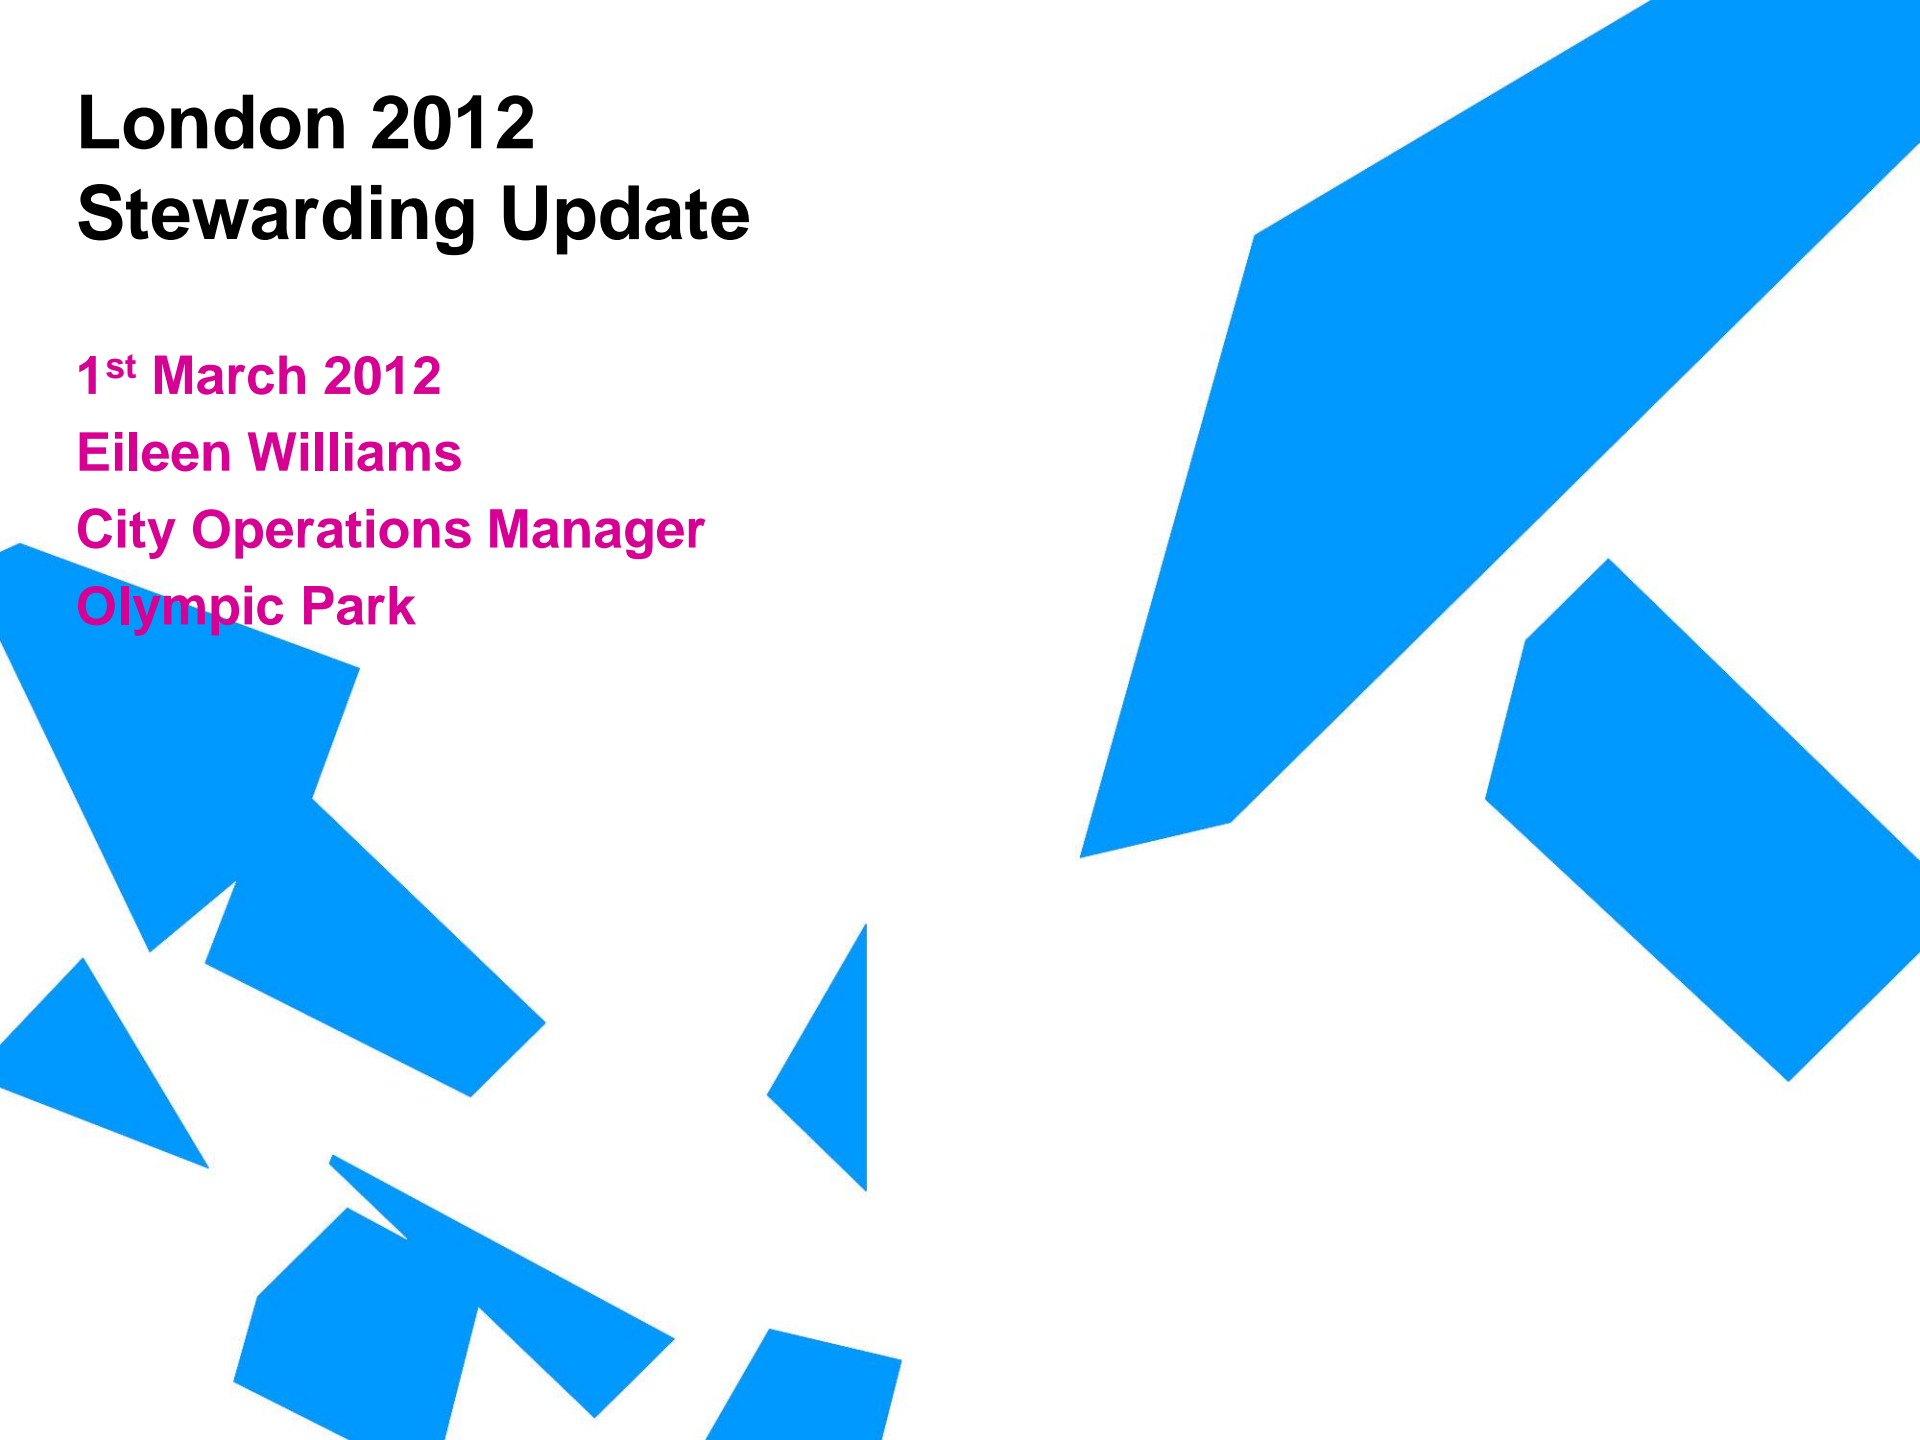 London 2012
Stewarding Update
1st March 2012
Eileen Williams
City Operations Manager
Olympic Park